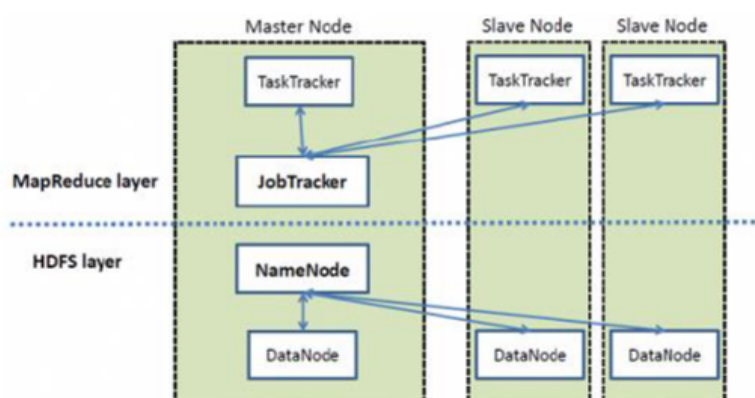 Master Node
Slave Node
Slave Node
TaskTracker
TaskTracker
TaskTracker
MapReduce layer
JobTracker
HDFS layer
NameNode
DataNode
DataNode
DataNode